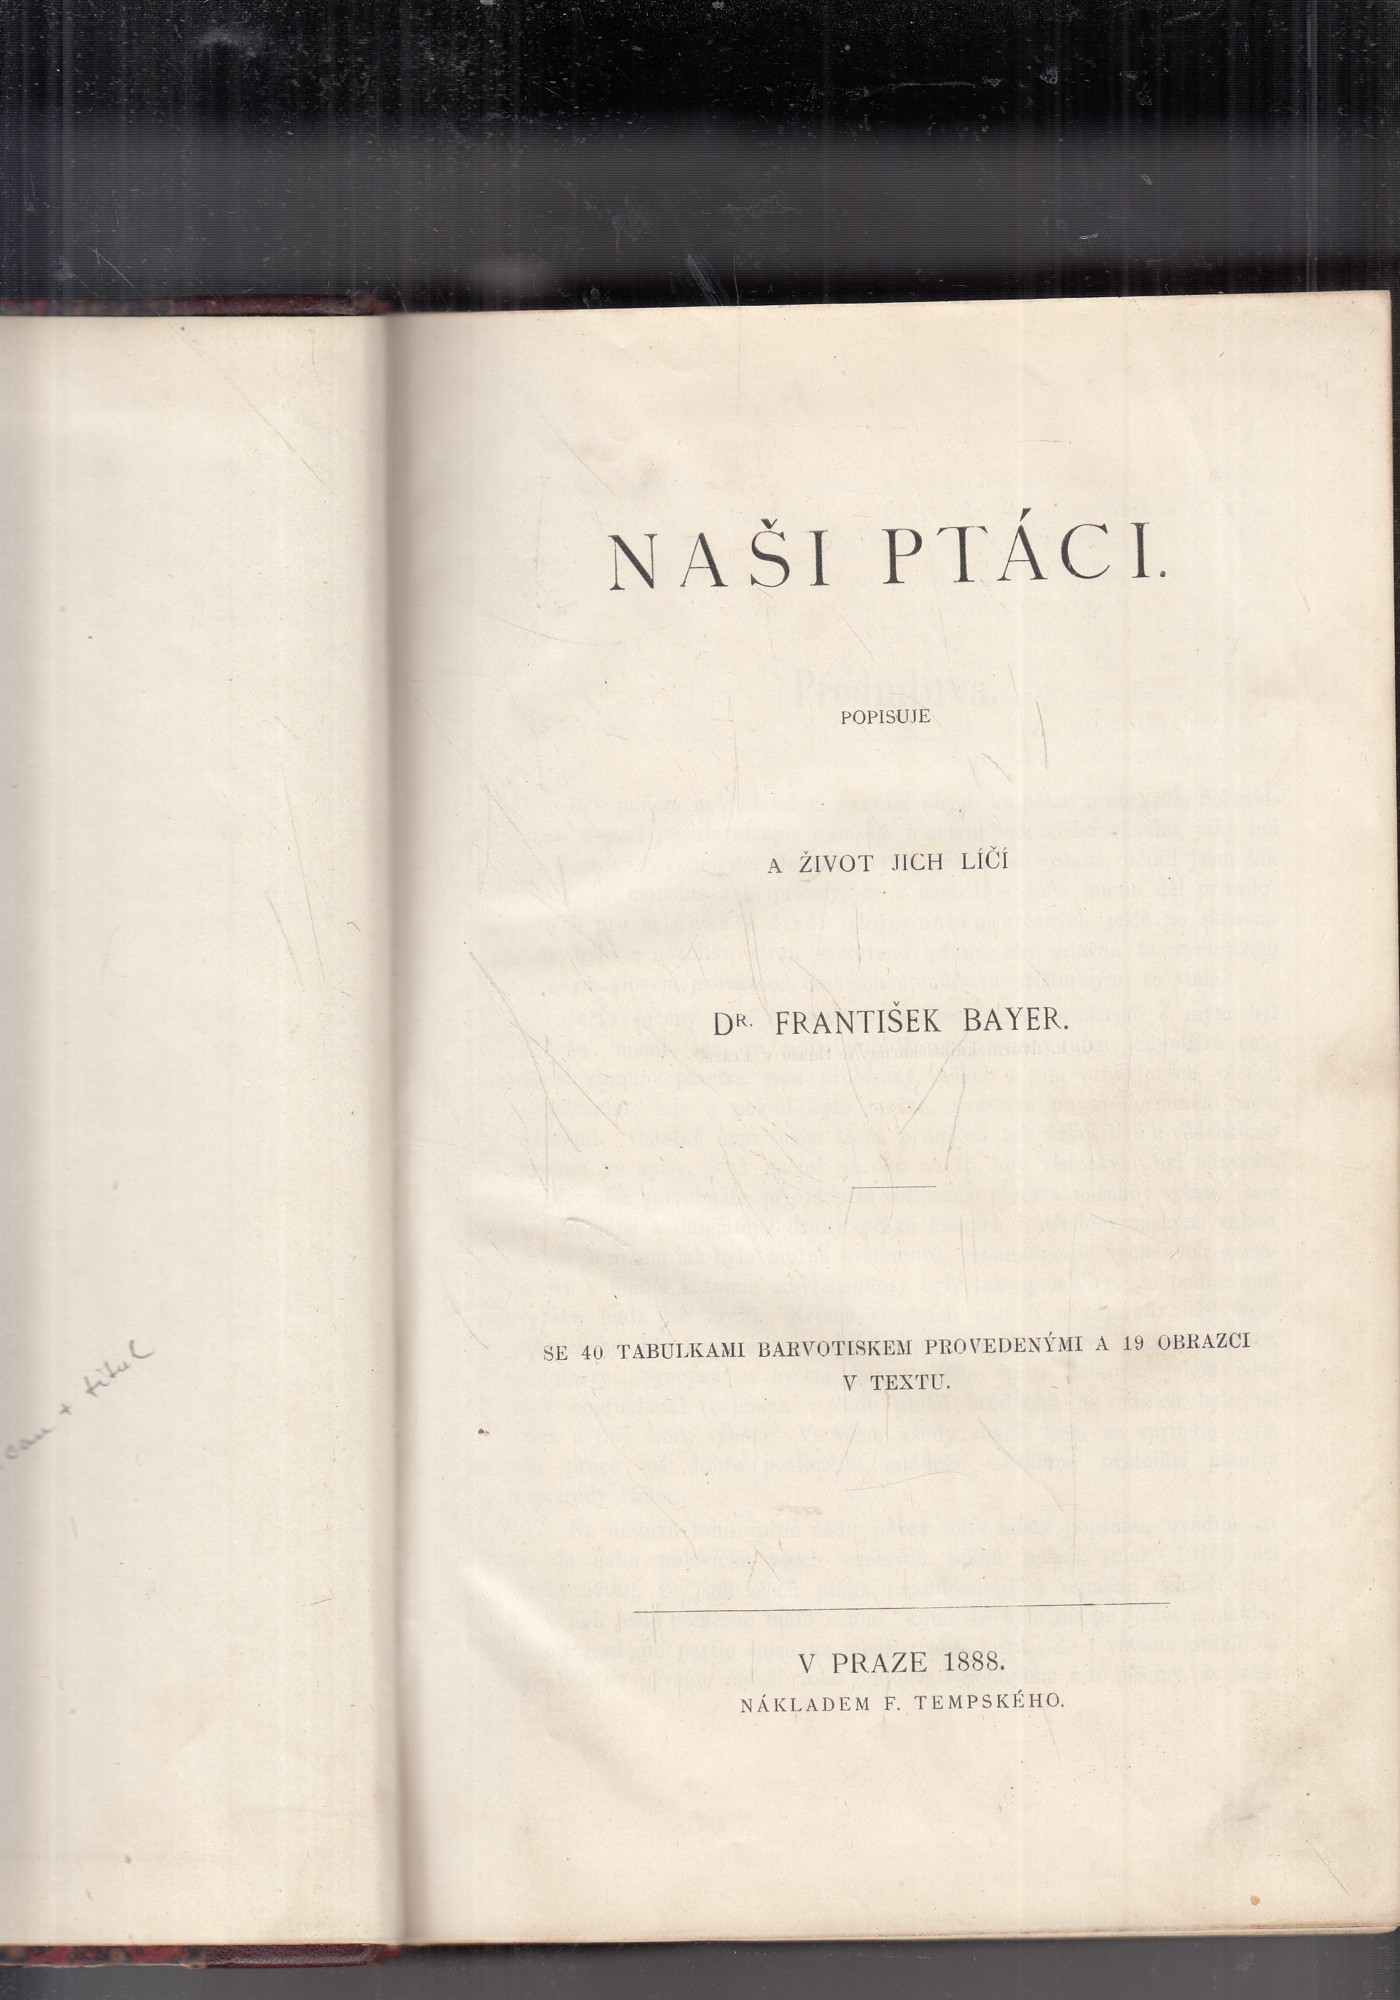 NAŠI PTÁCI.
POPISUJE
A ŽIVOT JICH LÍČÍ
DR. FRANTIŠEK BAYER.
SE 40 TABULKAMI BARVOTISKEM PROVEDENÝMI A 19 OBRAZCI
V TEXTU.
V PRAZE 1888.
NÁKLADEM F. TEMPSKÉHO.
+ titul